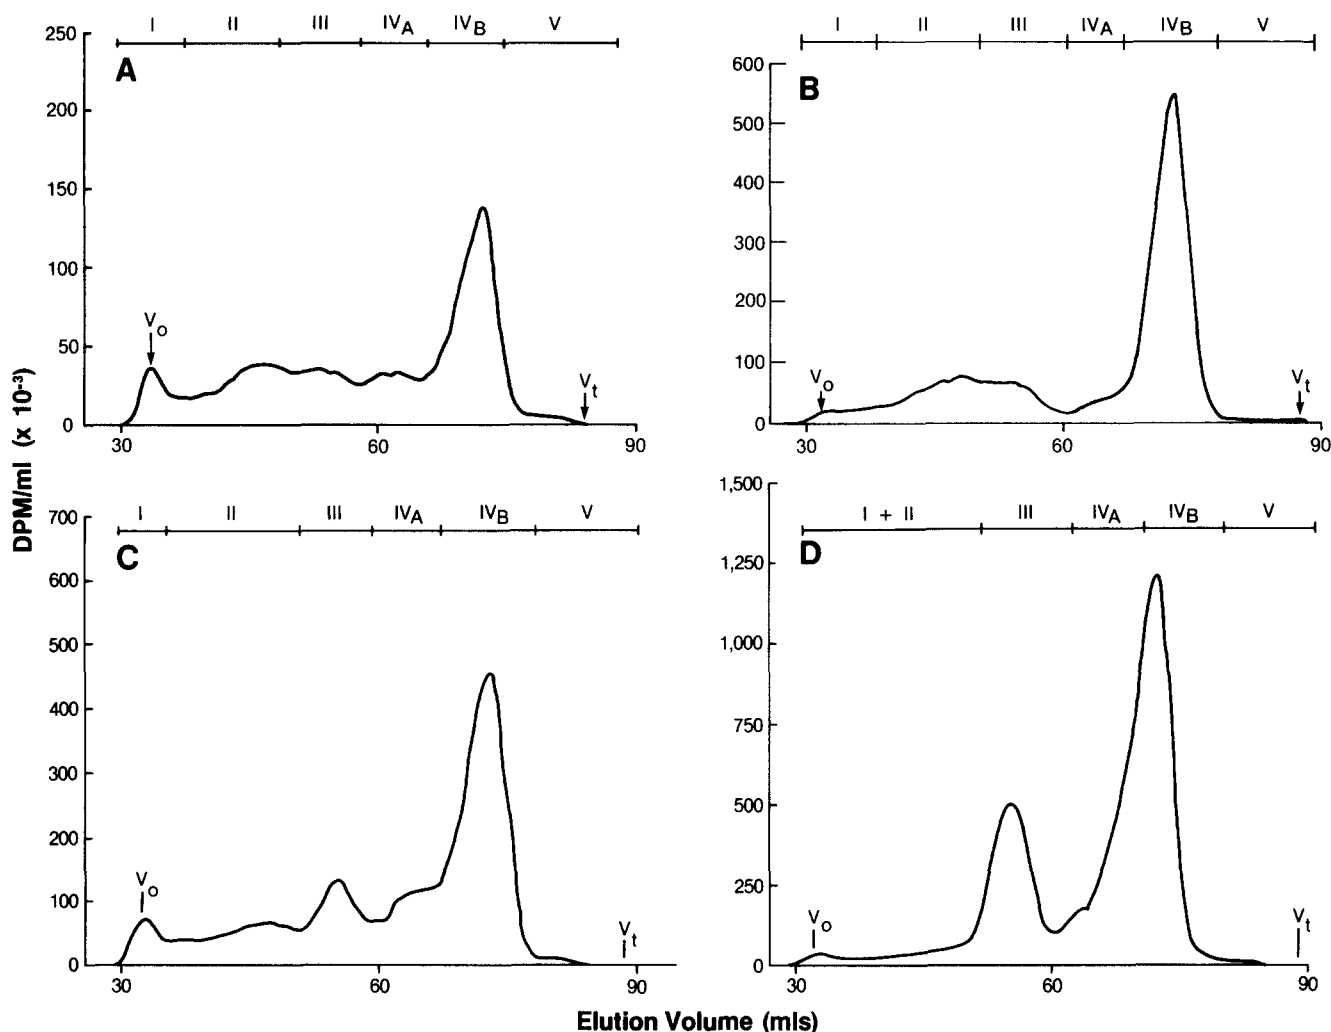 I II III IVA IVB V
A
250
200
150
100
50
0
Vo
Vt
30 60 90
I II III IVA IVB V
B
600
500
400
300
200
100
0
Vo
Vt
30 60 90
DPM/ml (x 10-3)
I II III IVA IVB V
C
700
600
500
400
300
200
100
0
Vo
Vt
30 60 90
I + II III IVA IVB V
D
1,500
1,250
1,000
750
500
250
0
Vo
Vt
30 60 90
Elution Volume (mls)